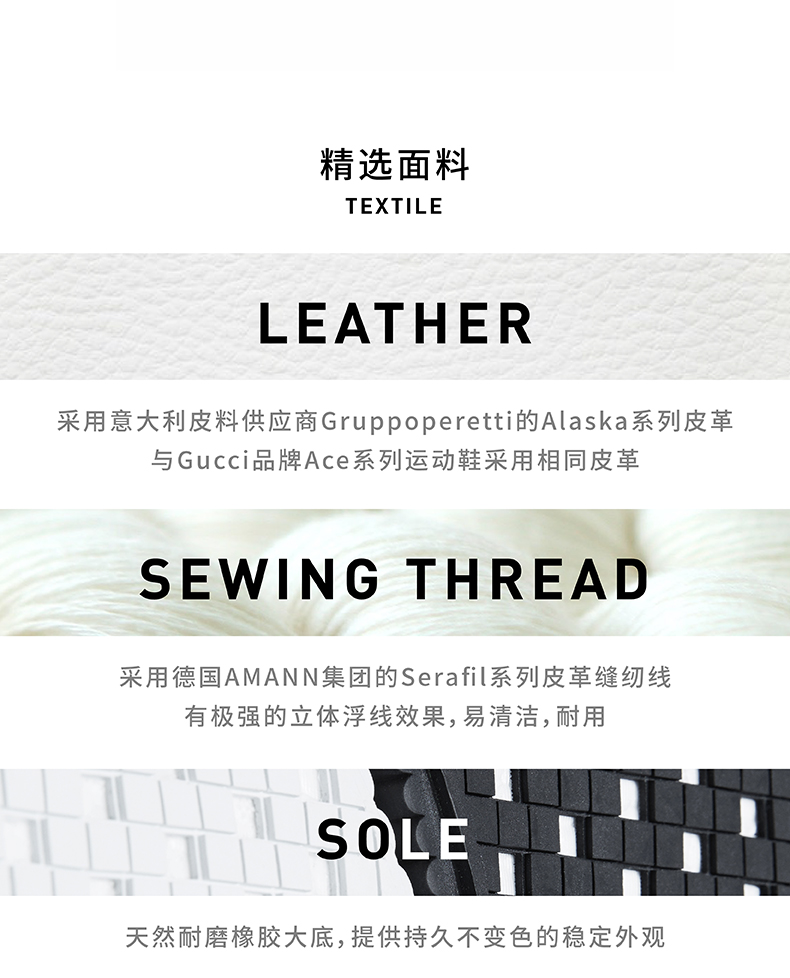 精选面料
TEXTILE
LEATHER
采用意大利皮料供应商Gruppoperetti的Alaska系列皮革
与Gucci品牌Ace系列运动鞋采用相同皮革
SEWING THREAD
采用德国AMANN集团的Serafil系列皮革缝纫线
有极强的立体浮线效果,易清洁,耐用
SOLE
天然耐磨橡胶大底,提供持久不变色的稳定外观